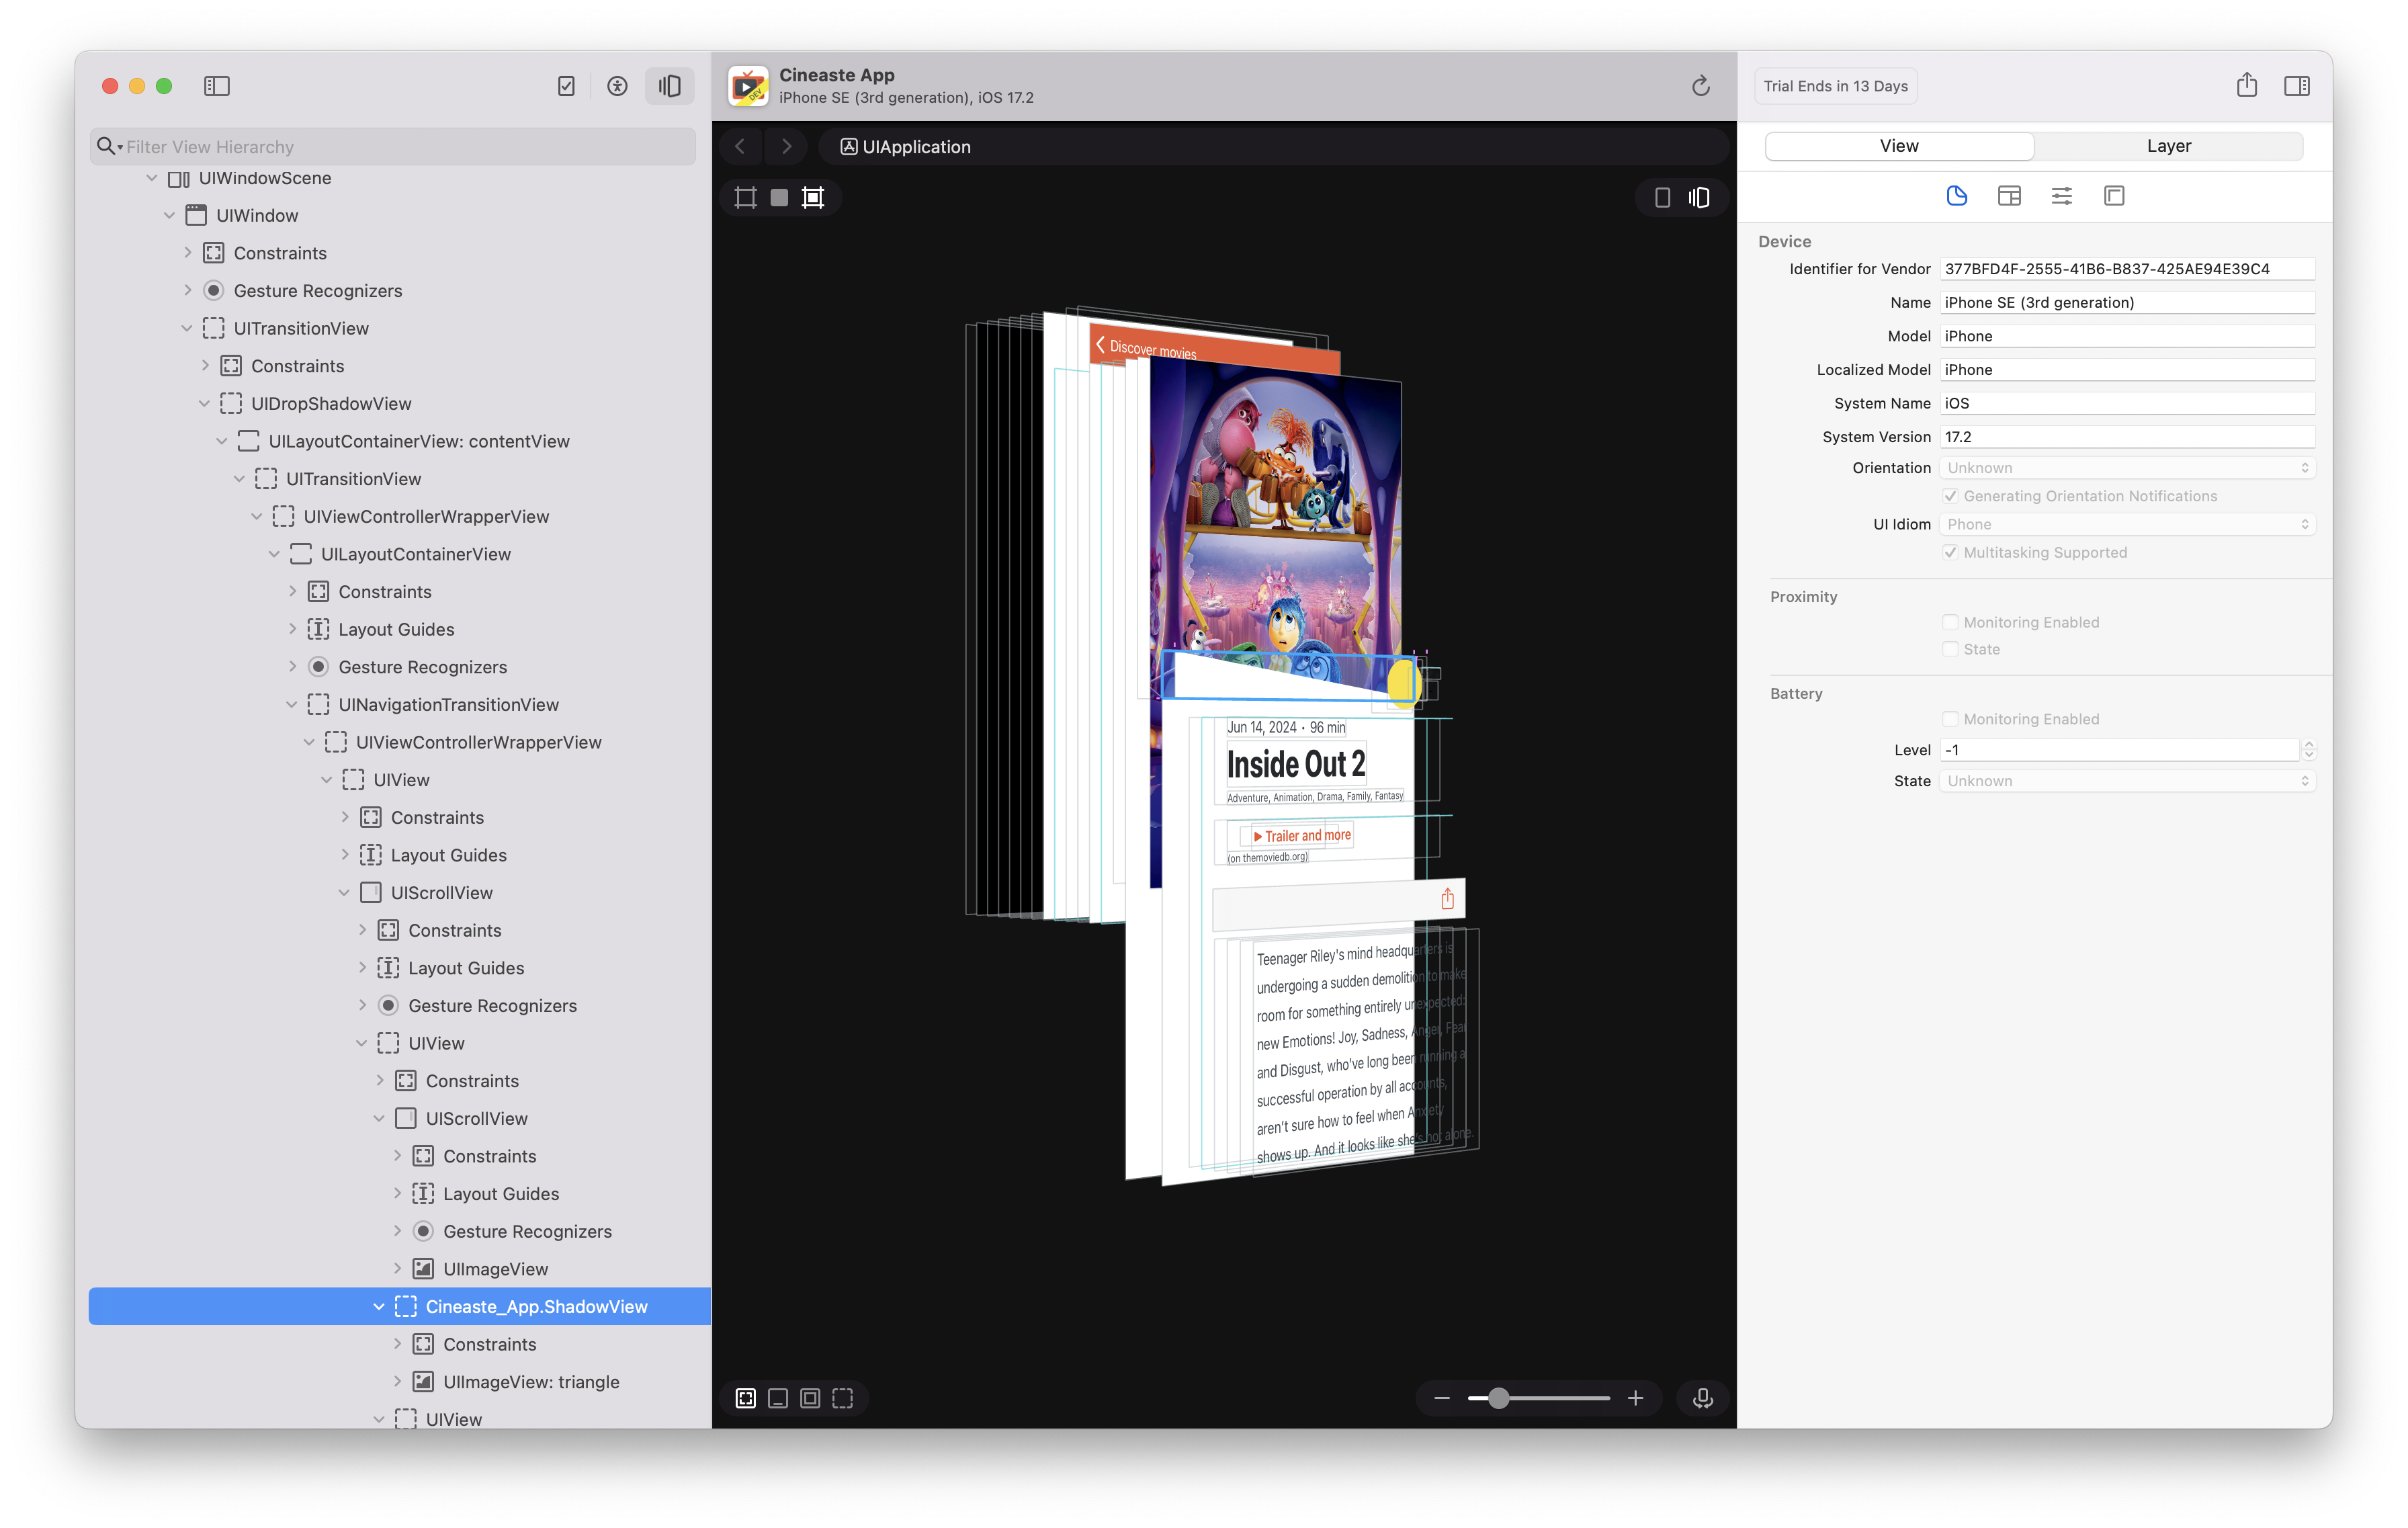 Filter View Hierarchy
UIWindowScene
UIWindow
Constraints
Gesture Recognizers
UITransitionView
Constraints
UIDropShadowView
UILayoutContainerView: contentView
UITransitionView
UIViewControllerWrapperView
UILayoutContainerView
Constraints
Layout Guides
Gesture Recognizers
UINavigationTransitionView
UIViewControllerWrapperView
UIView
Constraints
Layout Guides
UIScrollView
Constraints
Layout Guides
Gesture Recognizers
UIView
Constraints
UIScrollView
Constraints
Layout Guides
Gesture Recognizers
UIImageView
Cineaste_App.ShadowView
Constraints
UIImageView: triangle
UIView
DEV
Cineaste App
iPhone SE (3rd generation), iOS 17.2
UIApplication
Discover movies
Jun 14, 2024 • 96 min
Inside Out 2
Adventure, Animation, Drama, Family, Fantasy
Trailer and more
(on themoviedb.org)
Teenager Riley's mind headquarters is
undergoing a sudden demolition to make
room for something entirely unexpected:
new Emotions! Joy, Sadness, Anger, Fear
and Disgust, who've long been running a
successful operation by all accounts,
aren't sure how to feel when Anxiety
shows up. And it looks like she's not alone.
Trial Ends in 13 Days
View
Layer
Device
Identifier for Vendor 377BFD4F-2555-41B6-B837-425AE94E39C4
Name iPhone SE (3rd generation)
Model iPhone
Localized Model iPhone
System Name iOS
System Version 17.2
Orientation Unknown
Generating Orientation Notifications
UI Idiom Phone
Multitasking Supported
Proximity
Monitoring Enabled
State
Battery
Monitoring Enabled
Level -1
State Unknown